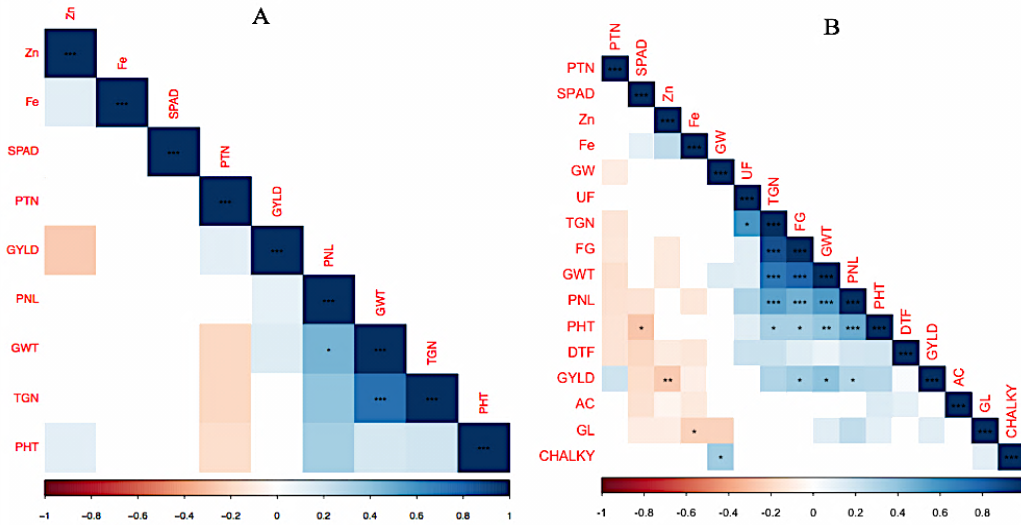 A
Zn
Zn ***
Fe
Fe ***
SPAD
SPAD ***
PTN
PTN ***
GYLD
GYLD ***
PNL
PNL ***
GWT
GWT * ***
TGN
TGN *** ***
PHT
PHT ***
-1 -0.8 -0.6 -0.4 -0.2 0 0.2 0.4 0.6 0.8 1
B
PTN
PTN ***
SPAD
SPAD ***
Zn
Zn ***
Fe
Fe ***
GW
GW ***
UF
UF ***
TGN
TGN * ***
FG
FG *** ***
GWT
GWT *** *** ***
PNL
PNL *** *** *** ***
PHT
PHT * * * ** *** ***
DTF
DTF ***
GYLD
GYLD ** * * * ***
AC
AC ***
GL
GL * ***
CHALKY
CHALKY * ***
-1 -0.8 -0.6 -0.4 -0.2 0 0.2 0.4 0.6 0.8